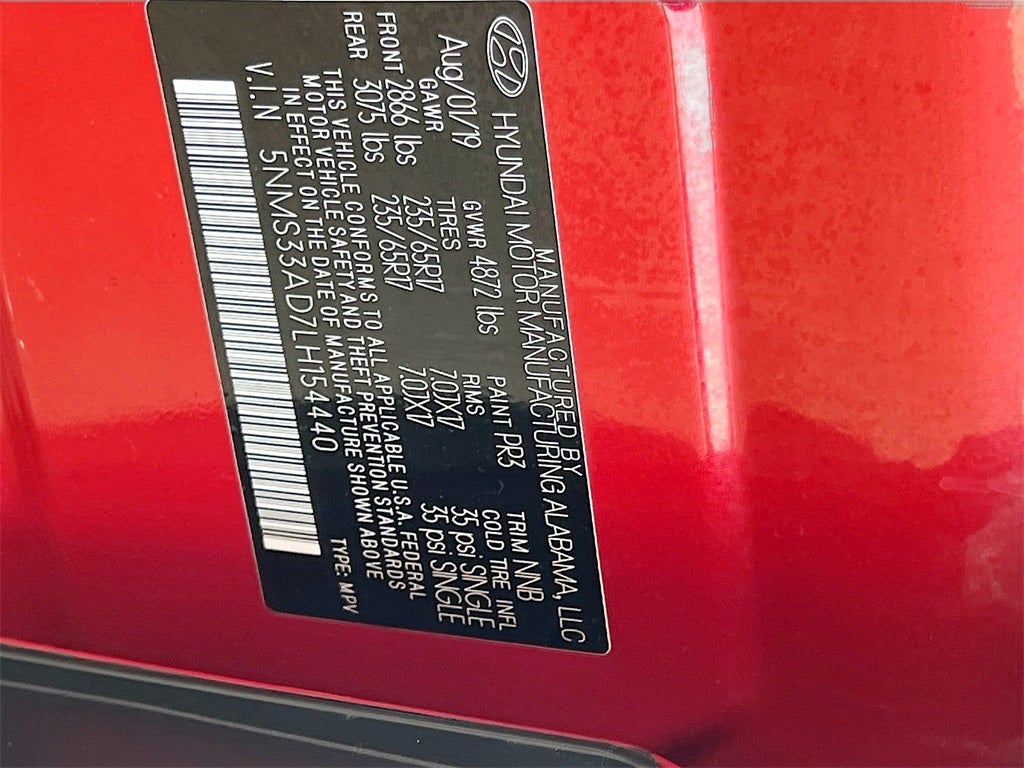 MANUFACTURED BY
HYUNDAI MOTOR MANUFACTURING ALABAMA, LLC
Aug/01/19 GVWR 4872 lbs PAINT PR3 TRIM NNB
GAWR TIRES RIMS COLD TIRE INFL
FRONT 2866 lbs 235/65R17 7.0JX17 35 psi SINGLE
REAR 3075 lbs 235/65R17 7.0JX17 35 psi SINGLE
THIS VEHICLE CONFORMS TO ALL APPLICABLE U.S.A. FEDERAL
MOTOR VEHICLE SAFETY AND THEFT PREVENTION STANDARDS
IN EFFECT ON THE DATE OF MANUFACTURE SHOWN ABOVE
V.I.N 5NMS33AD7LH154440 TYPE: MPV